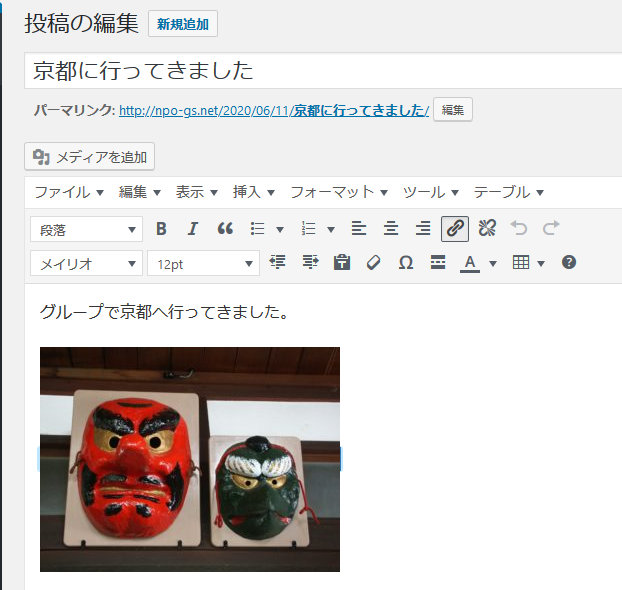 投稿の編集 新規追加
京都に行ってきました
パーマリンク: http://npo-gs.net/2020/06/11/京都に行ってきました/ 編集
メディアを追加
ファイル 編集 表示 挿入 フォーマット ツール テーブル
段落 B I
メイリオ 12pt Ω A
グループで京都へ行ってきました。